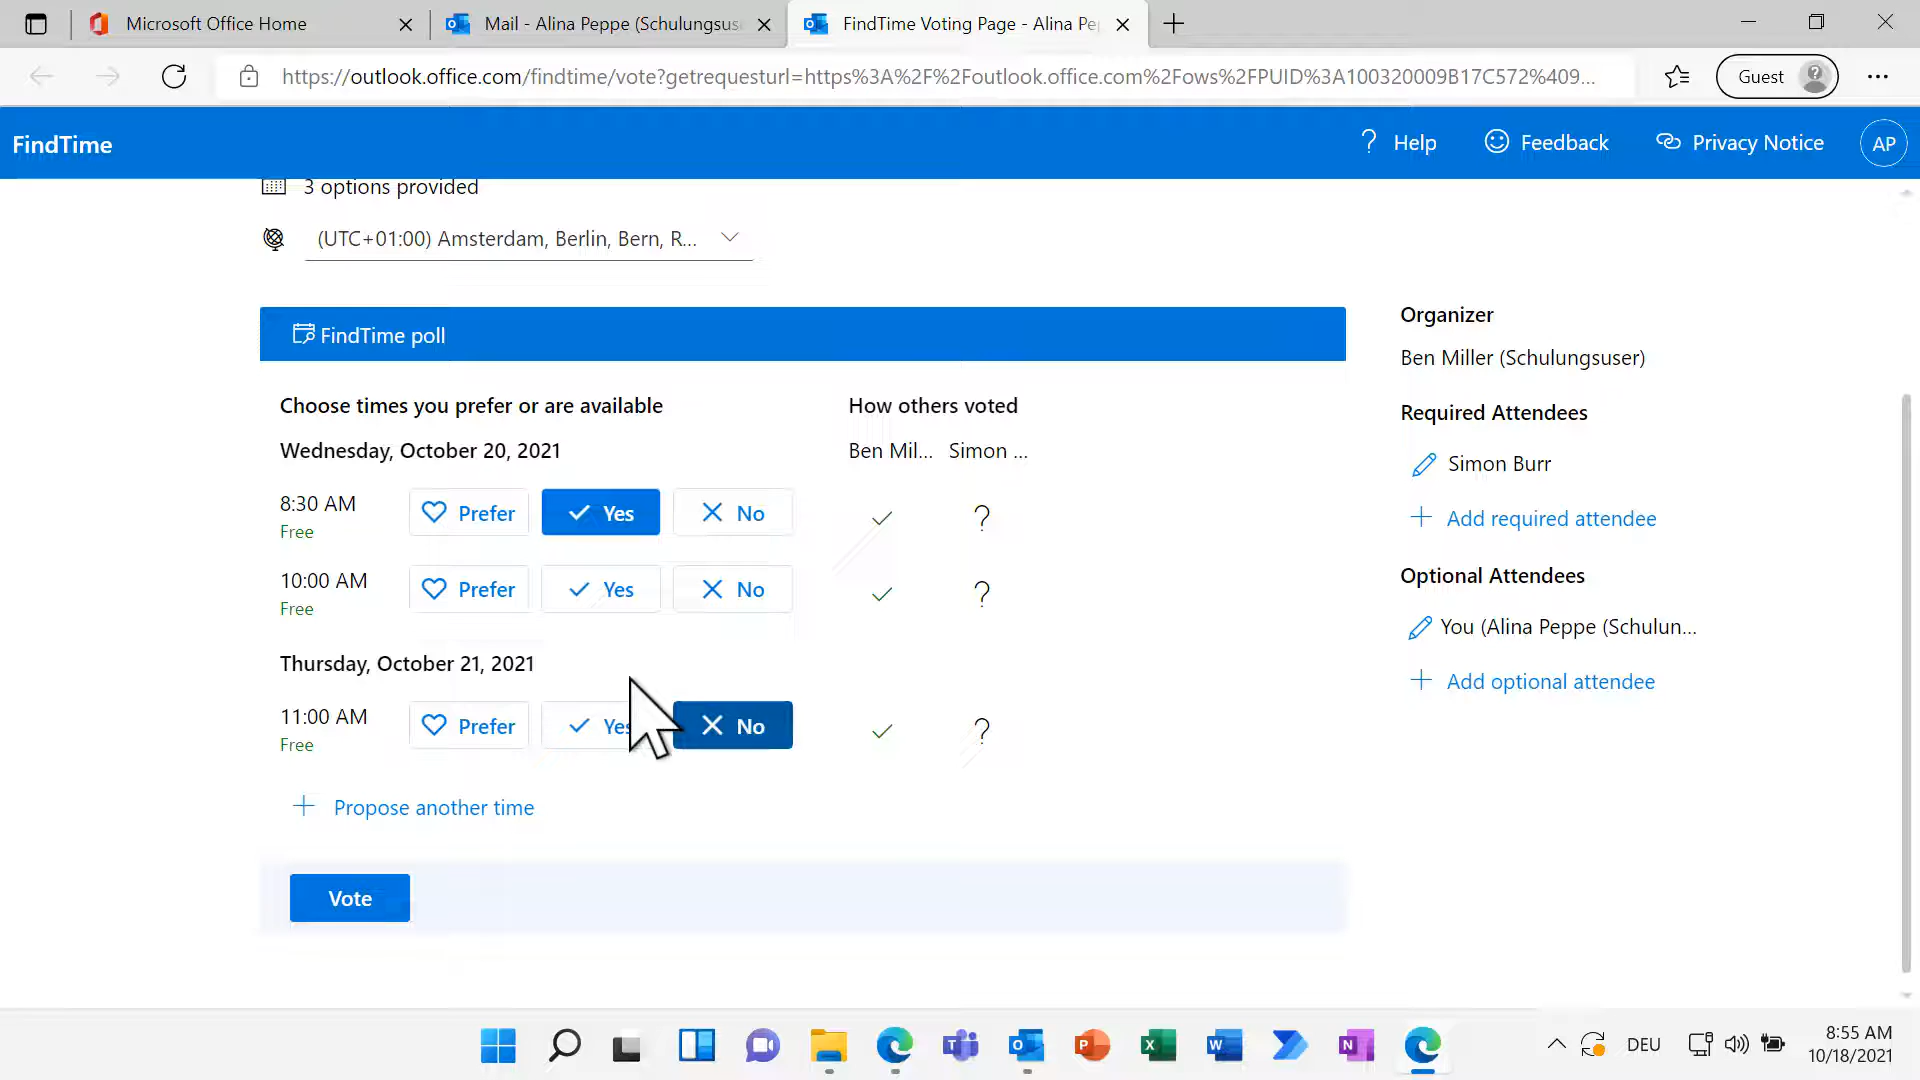 Microsoft Office Home
Mail - Alina Peppe (Schulungsuse
FindTime Voting Page - Alina Pe
https://outlook.office.com/findtime/vote?getrequesturl=https%3A%2F%2Foutlook.office.com%2Fows%2FPUID%3A100320009B17C572%409...
Guest
FindTime
? Help
Feedback
Privacy Notice
AP
3 options provided
(UTC+01:00) Amsterdam, Berlin, Bern, R...
FindTime poll
Choose times you prefer or are available
How others voted
Wednesday, October 20, 2021
Ben Mil... Simon ...
8:30 AM
Free
Prefer
Yes
No
?
10:00 AM
Free
Prefer
Yes
No
?
Thursday, October 21, 2021
11:00 AM
Free
Prefer
Yes
No
?
Propose another time
Vote
Organizer
Ben Miller (Schulungsuser)
Required Attendees
Simon Burr
Add required attendee
Optional Attendees
You (Alina Peppe (Schulun...
Add optional attendee
DEU
8:55 AM
10/18/2021